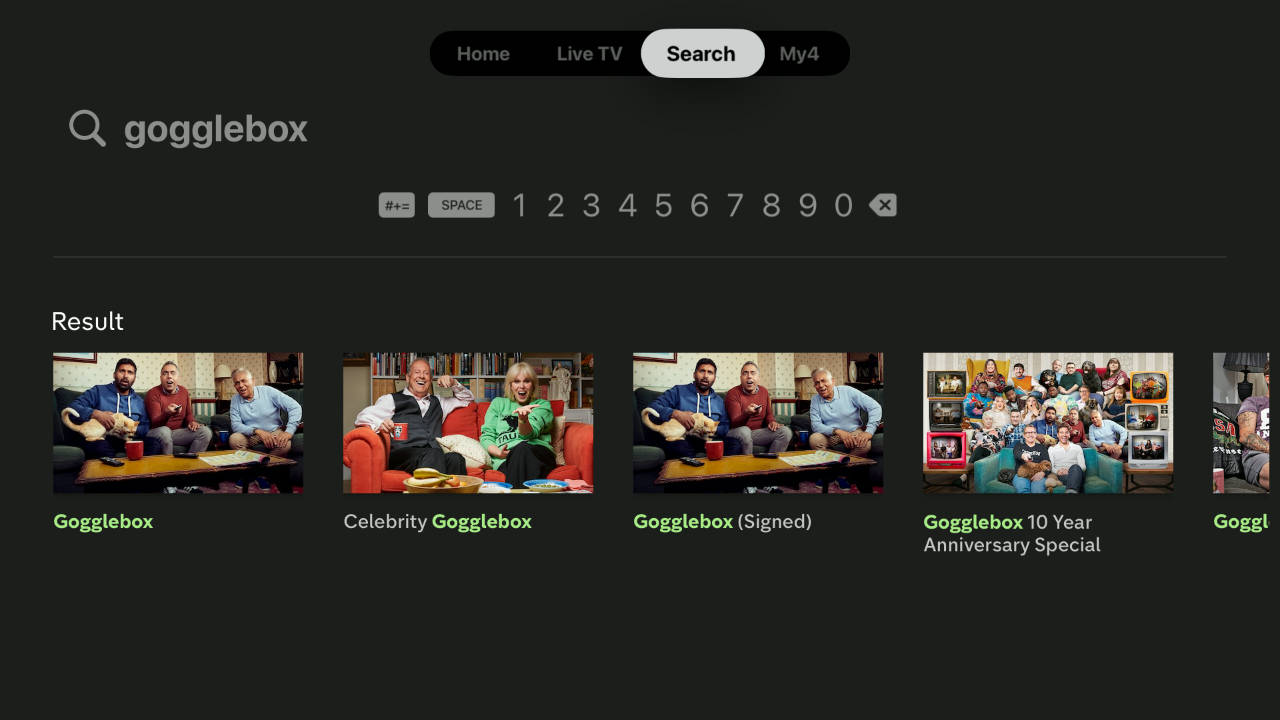 Home Live TV Search My4
gogglebox
#+= SPACE 1 2 3 4 5 6 7 8 9 0
Result
Gogglebox
Celebrity Gogglebox
Gogglebox (Signed)
Gogglebox 10 Year
Anniversary Special